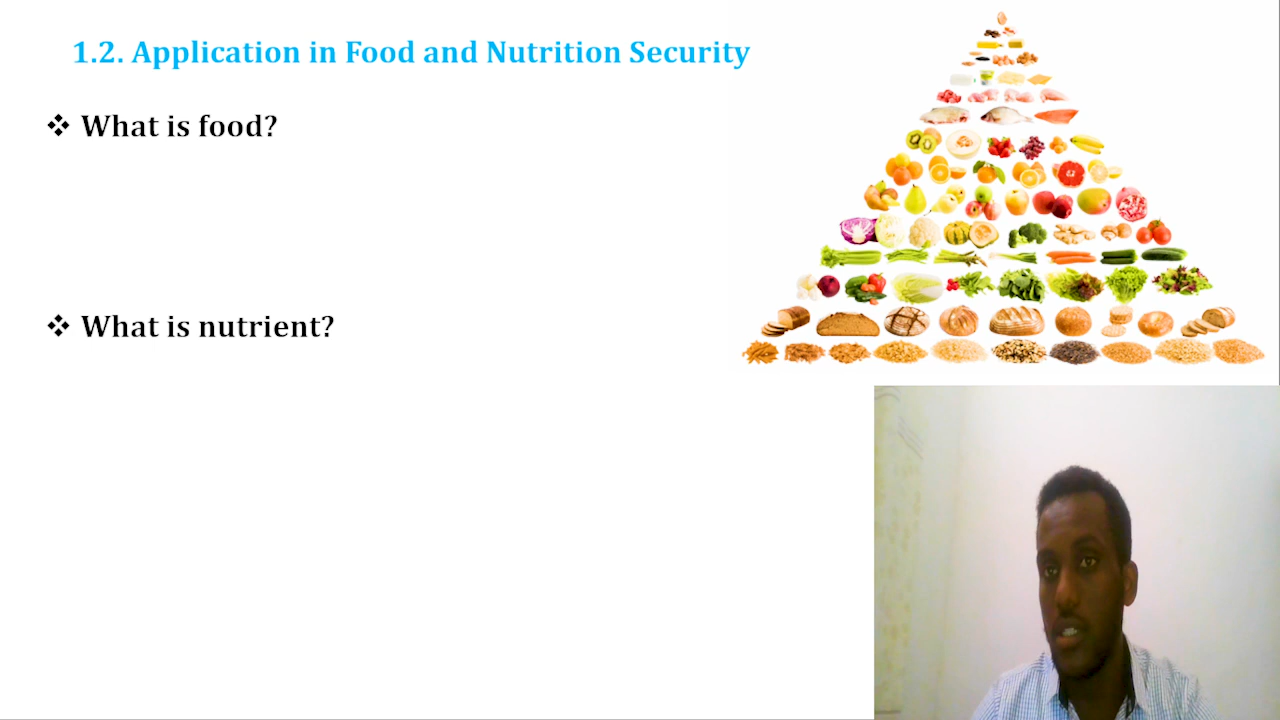 1.2. Application in Food and Nutrition Security
❖ What is food?
❖ What is nutrient?